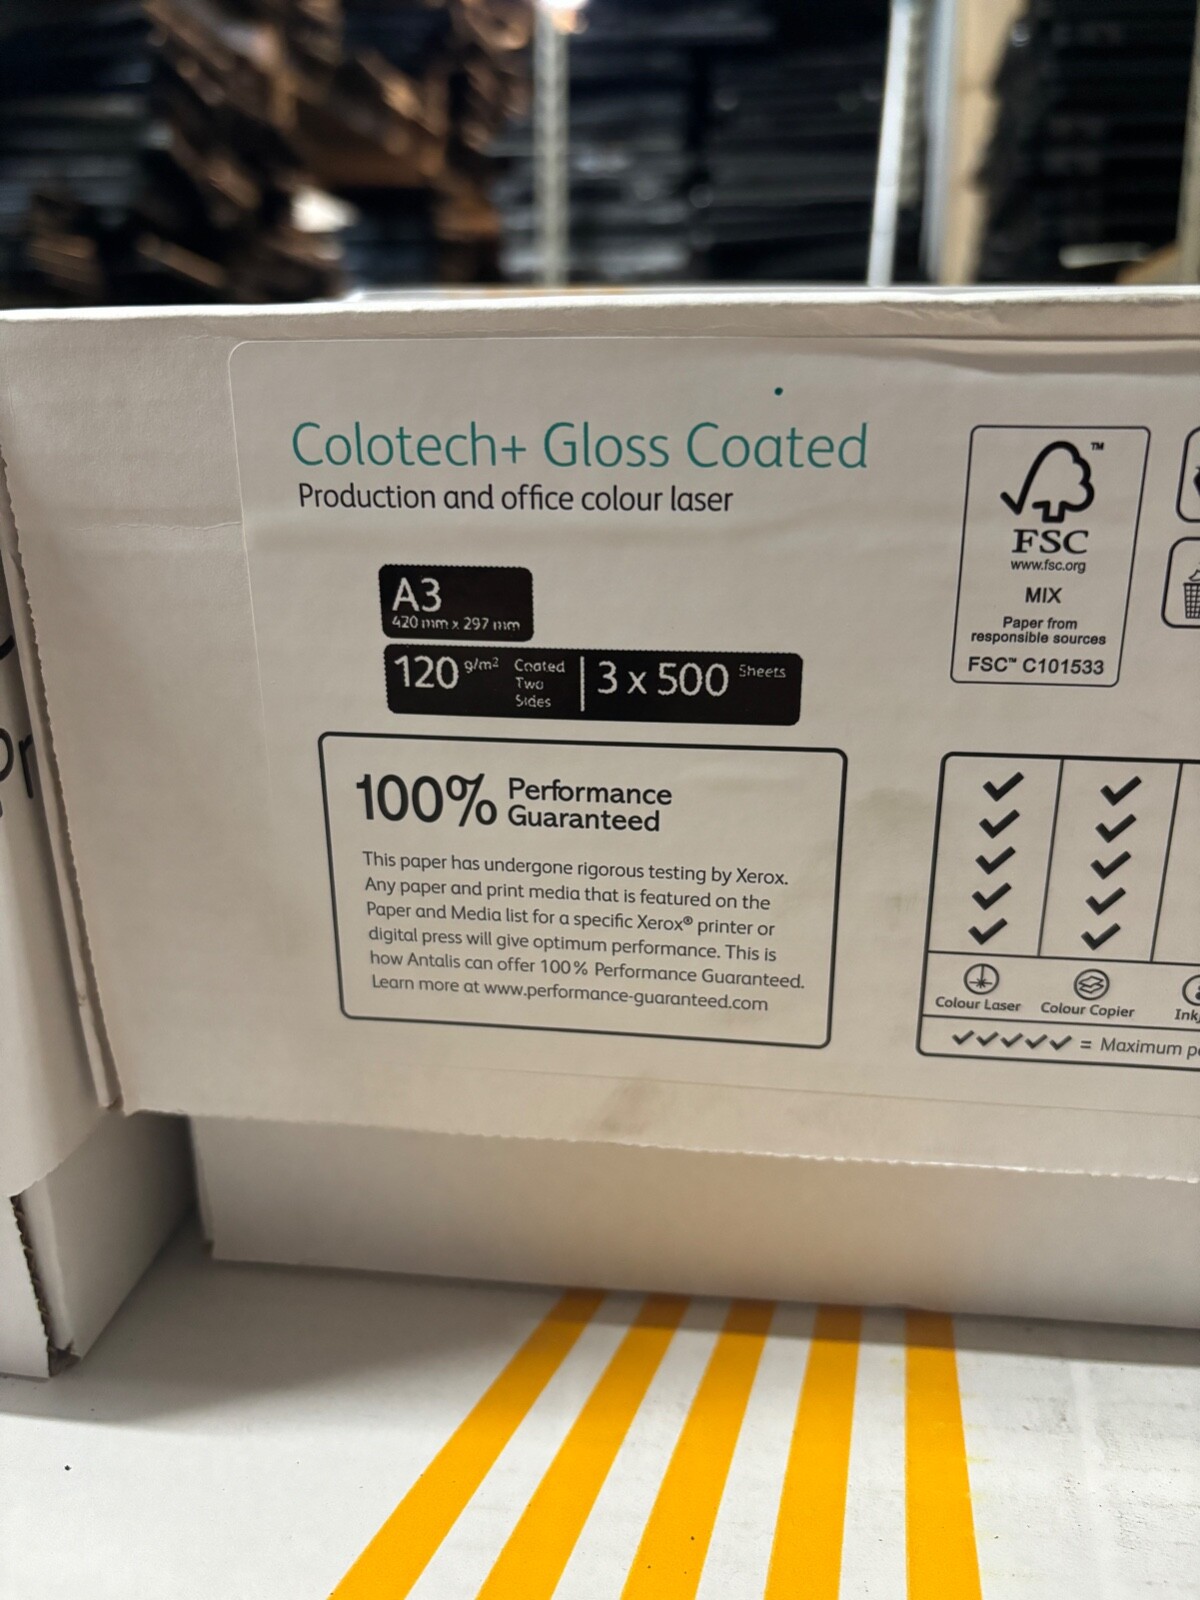 Colotech+ Gloss Coated
Production and office colour laser
A3
420 mm x 297 mm
120 g/m² Coated Two Sides | 3 x 500 Sheets
100% Performance Guaranteed
This paper has undergone rigorous testing by Xerox.
Any paper and print media that is featured on the
Paper and Media list for a specific Xerox® printer or
digital press will give optimum performance. This is
how Antalis can offer 100% Performance Guaranteed.
Learn more at www.performance-guaranteed.com
™
FSC
www.fsc.org
MIX
Paper from
responsible sources
FSC™ C101533
Colour Laser
Colour Copier
= Maximum